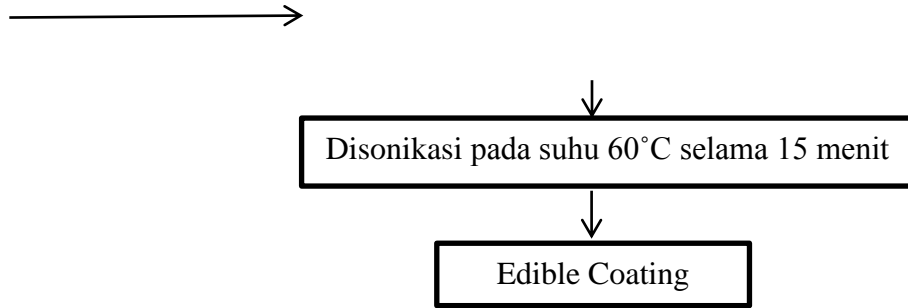 Disonikasi pada suhu 60˚C selama 15 menit
Edible Coating